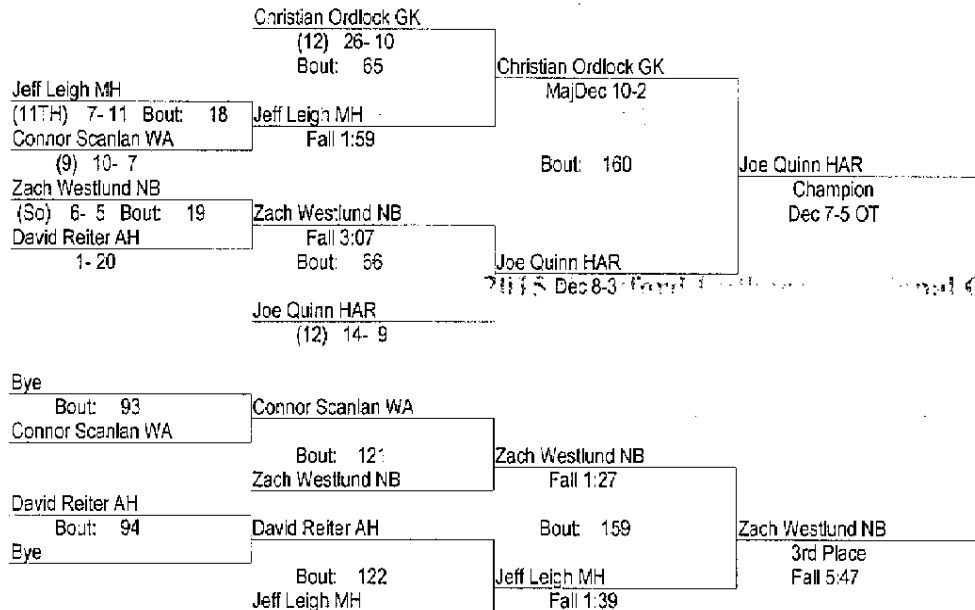 Christian Ordlock GK
(12) 26-10
Bout: 65
Christian Ordlock GK
MajDec 10-2
Jeff Leigh MH
(11TH) 7-11 Bout: 18
Jeff Leigh MH
Fall 1:59
Connor Scanlan WA
(9) 10-7
Bout: 160
Joe Quinn HAR
Champion
Dec 7-5 OT
Zach Westlund NB
(So) 6-5 Bout: 19
Zach Westlund NB
Fall 3:07
David Reiter AH
1-20
Bout: 66
Joe Quinn HAR
2015 Dec 8-3
Joe Quinn HAR
(12) 14-9
Bye
Bout: 93
Connor Scanlan WA
Connor Scanlan WA
Bout: 121
Zach Westlund NB
Zach Westlund NB
Fall 1:27
David Reiter AH
Bout: 94
David Reiter AH
Bout: 159
Zach Westlund NB
3rd Place
Fall 5:47
Bye
Bout: 122
Jeff Leigh MH
Jeff Leigh MH
Fall 1:39